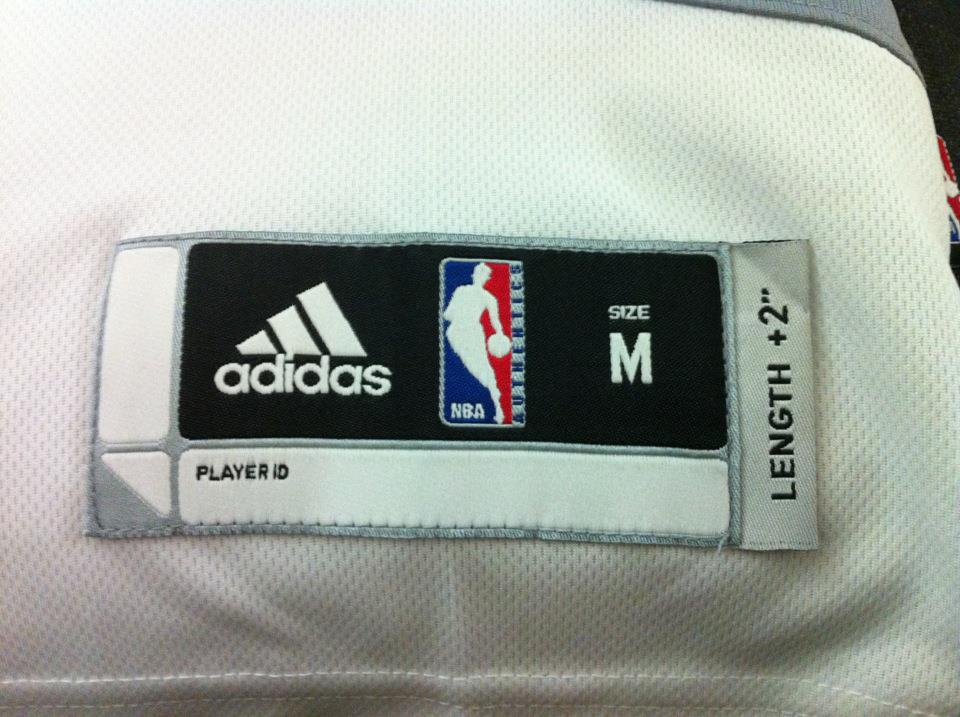 adidas
NBA
AUTHENTICS
SIZE
M
PLAYER ID
LENGTH +2"